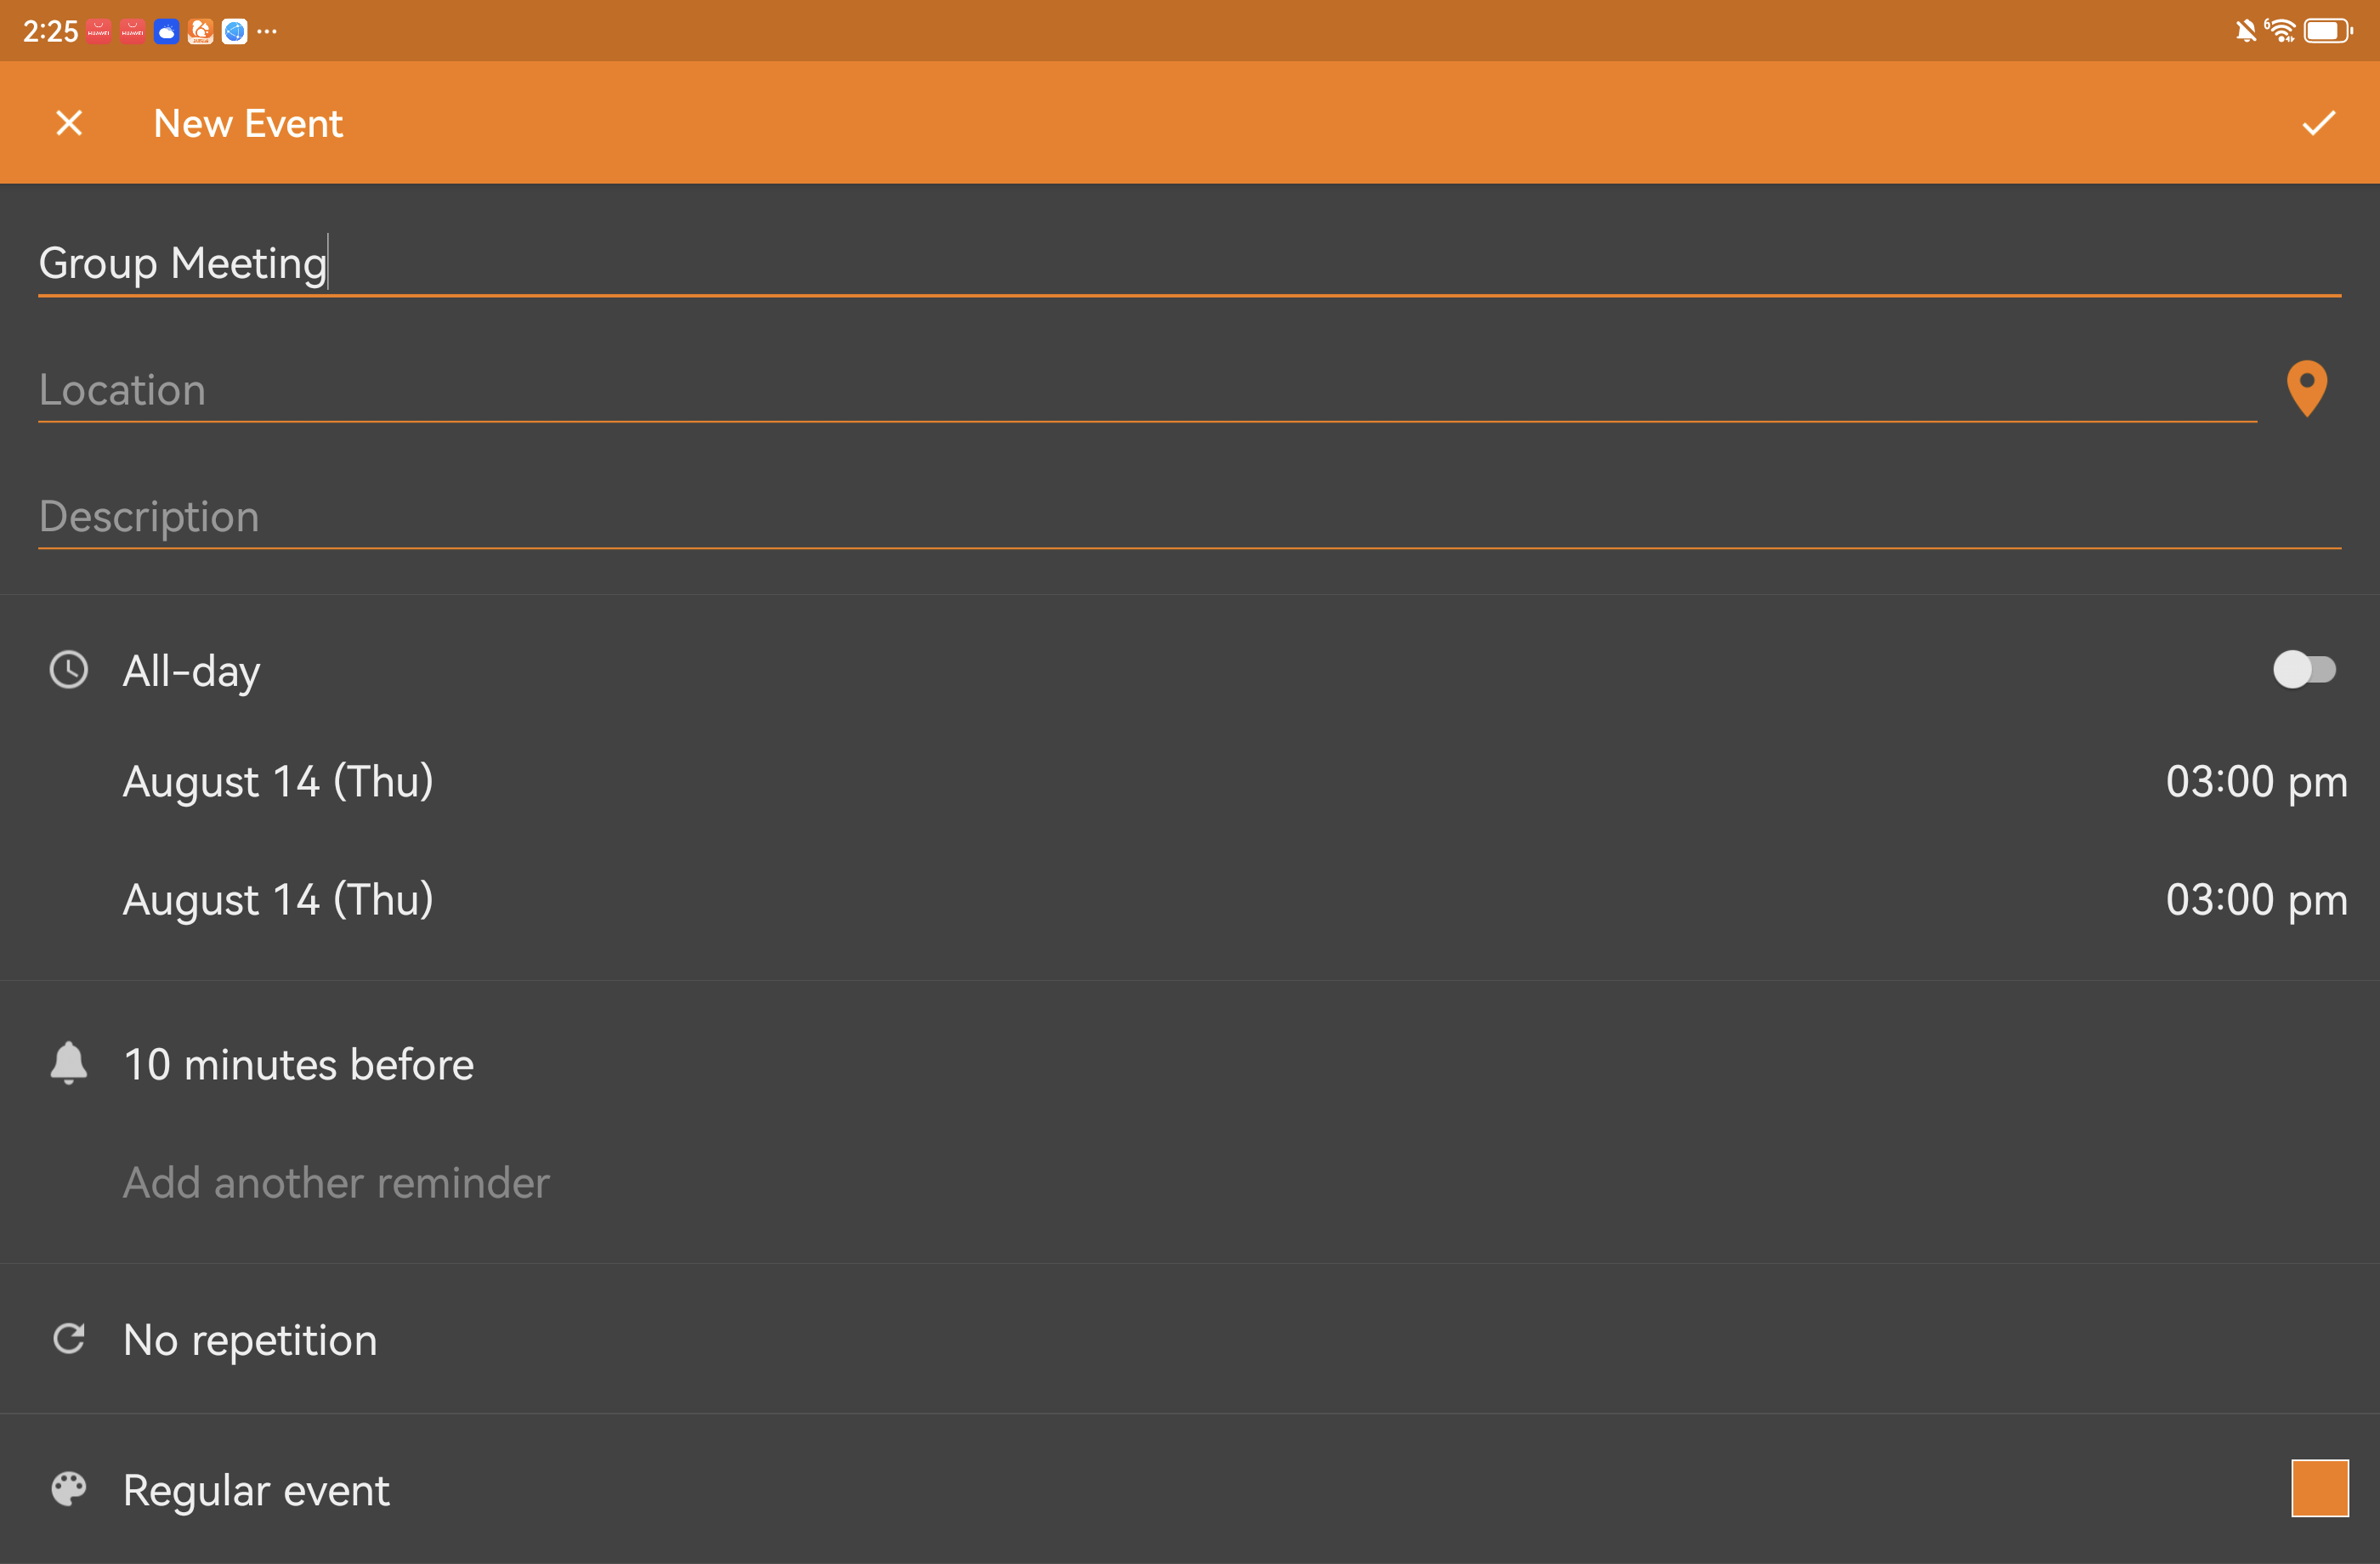 2:25
New Event
Group Meeting
Location
Description
All-day
August 14 (Thu) 03:00 pm
August 14 (Thu) 03:00 pm
10 minutes before
Add another reminder
No repetition
Regular event